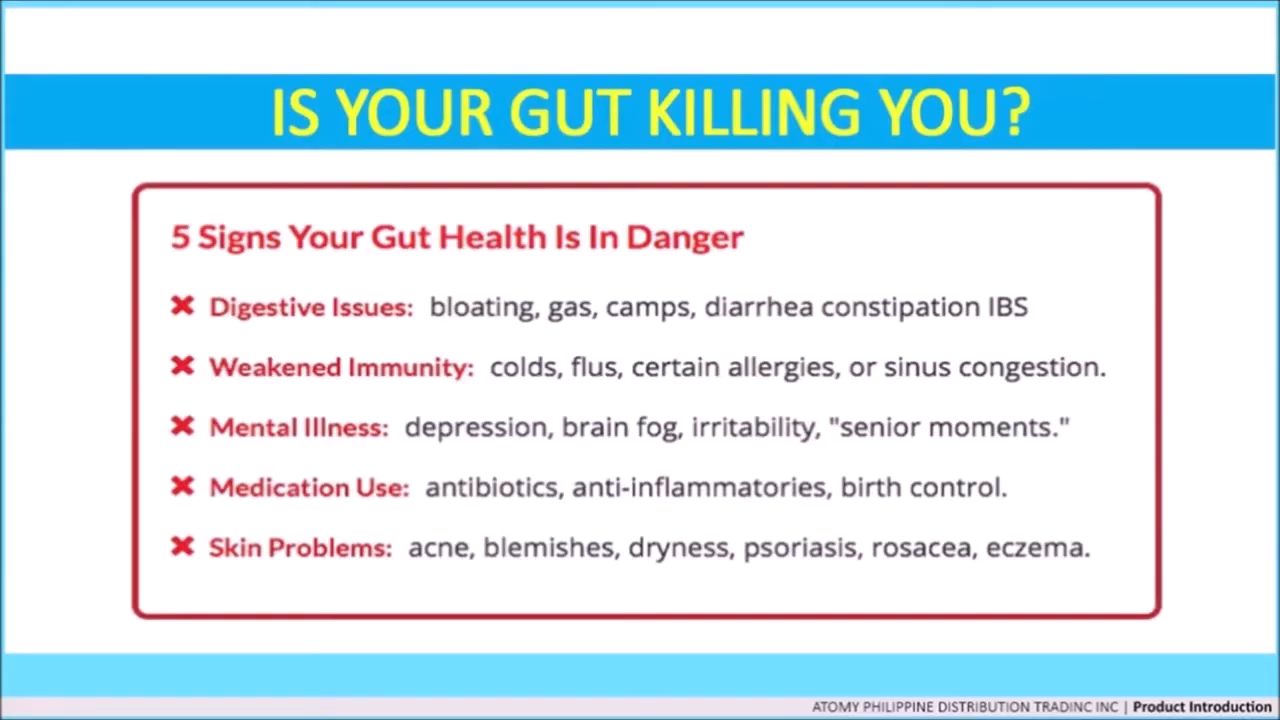 IS YOUR GUT KILLING YOU?
5 Signs Your Gut Health Is In Danger
✖ Digestive Issues: bloating, gas, camps, diarrhea constipation IBS
✖ Weakened Immunity: colds, flus, certain allergies, or sinus congestion.
✖ Mental Illness: depression, brain fog, irritability, "senior moments."
✖ Medication Use: antibiotics, anti-inflammatories, birth control.
✖ Skin Problems: acne, blemishes, dryness, psoriasis, rosacea, eczema.
ATOMY PHILIPPINE DISTRIBUTION TRADINC INC | Product Introduction